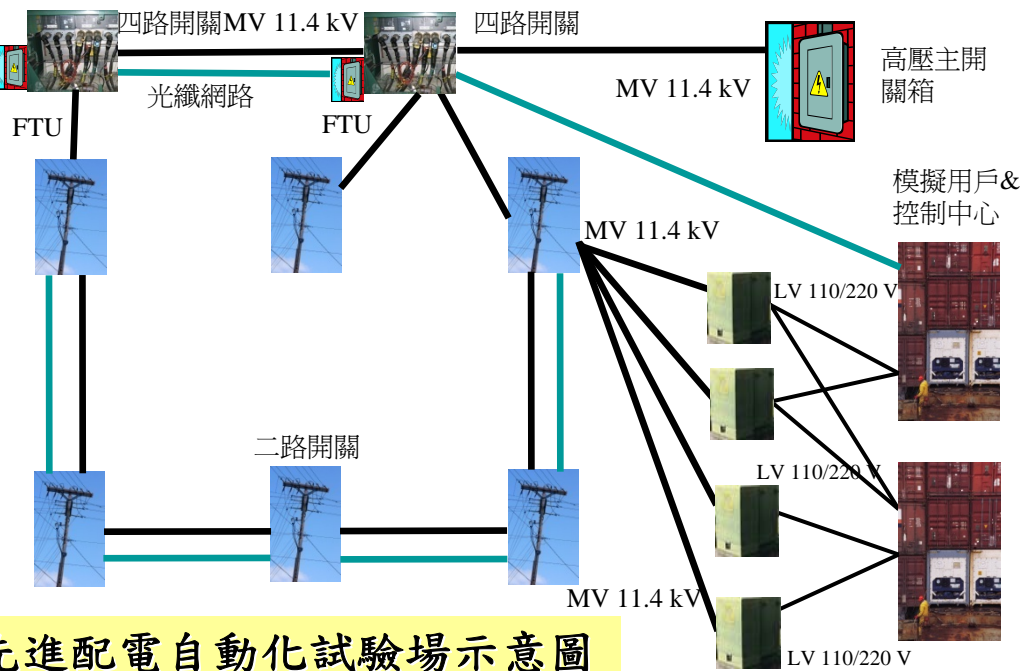 四路開關 MV 11.4 kV
四路開關
高壓主開
關箱
MV 11.4 kV
光纖網路
FTU
FTU
模擬用戶&
控制中心
MV 11.4 kV
LV 110/220 V
二路開關
LV 110/220 V
MV 11.4 kV
LV 110/220 V
先進配電自動化試驗場示意圖